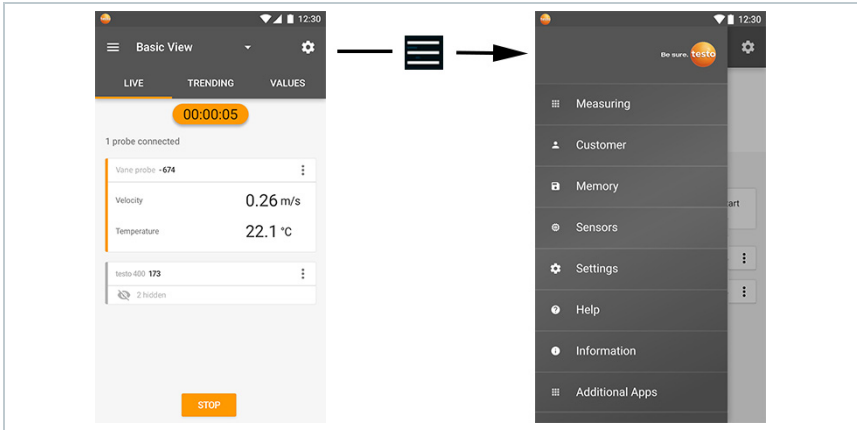 testo
12:30
Basic View
LIVE TRENDING VALUES
00:00:05
1 probe connected
Vane probe -674
Velocity 0.26 m/s
Temperature 22.1 °C
testo 400 173
2 hidden
STOP
testo
12:30
Be sure. testo
Measuring
Customer
Memory
Sensors
Settings
Help
Information
Additional Apps
art